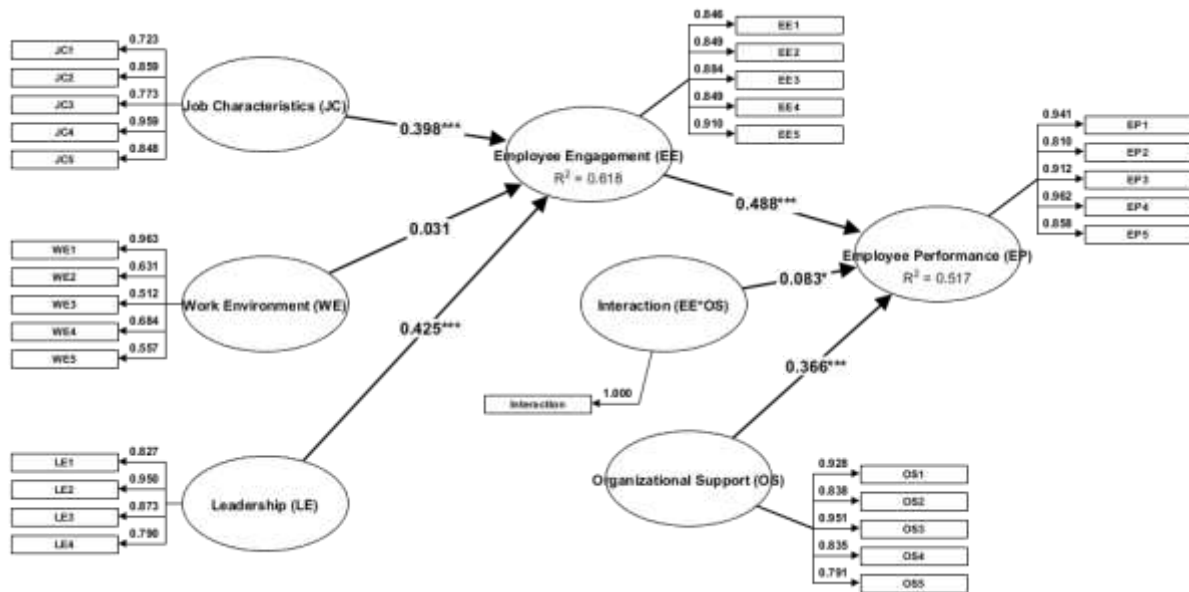 0.723
JC1
0.859
JC2
0.773
JC3
0.959
JC4
0.848
JC5
Job Characteristics (JC)
0.398***
0.963
WE1
0.631
WE2
0.512
WE3
0.684
WE4
0.557
WE5
Work Environment (WE)
0.031
0.827
LE1
0.950
LE2
0.873
LE3
0.790
LE4
Leadership (LE)
0.425***
0.846
EE1
0.849
EE2
0.884
EE3
0.849
EE4
0.910
EE5
Employee Engagement (EE)
R² = 0.618
0.488***
Interaction (EE*OS)
0.083*
1.000
Interaction
0.366***
Organizational Support (OS)
0.928
OS1
0.838
OS2
0.951
OS3
0.835
OS4
0.791
OS5
0.941
EP1
0.810
EP2
0.912
EP3
0.962
EP4
0.858
EP5
Employee Performance (EP)
R² = 0.517